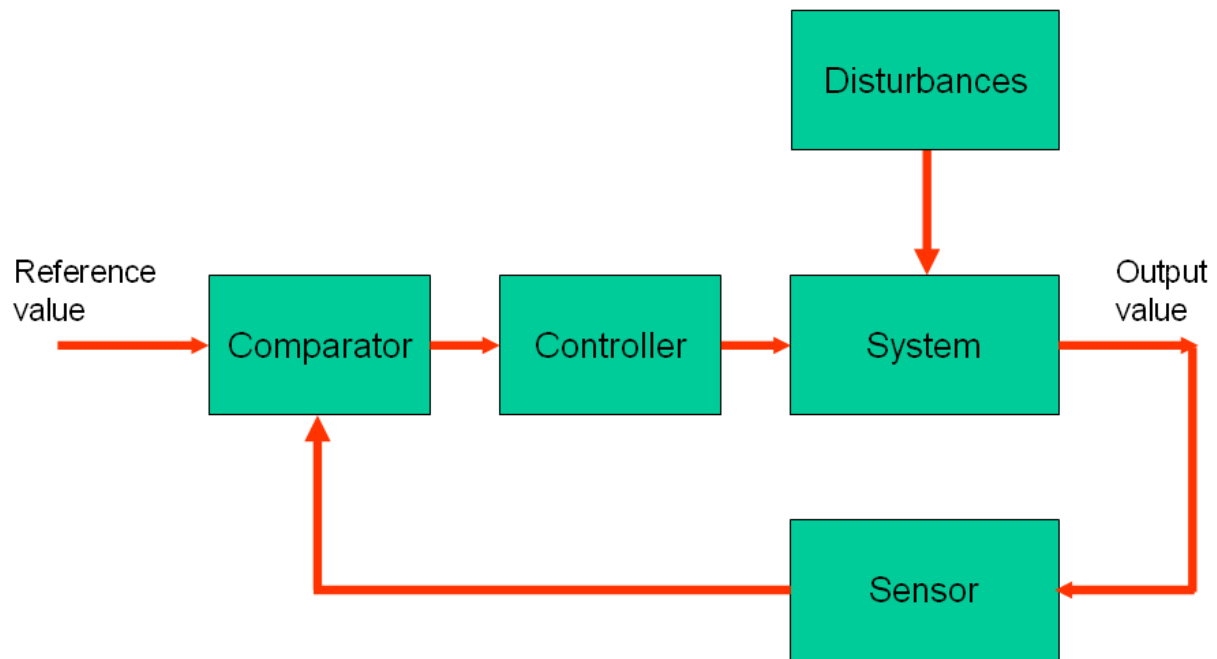 Disturbances
Reference
value
Comparator
Controller
System
Output
value
Sensor